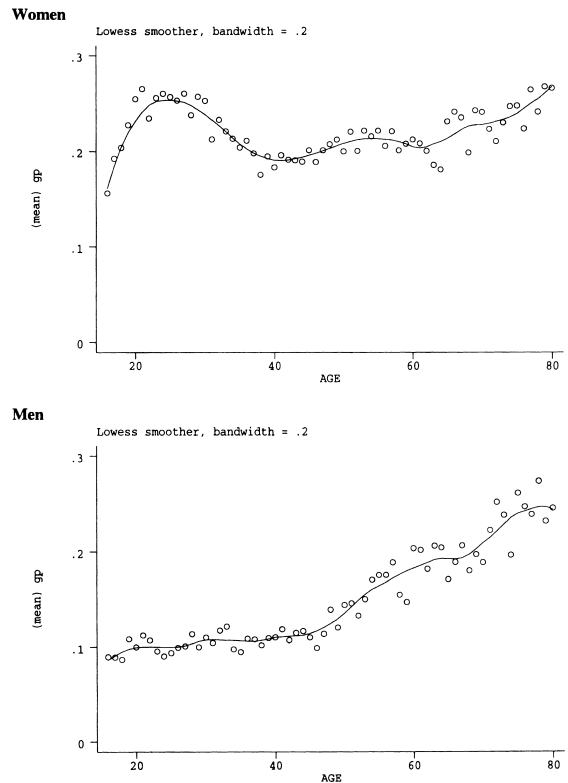 Women
Lowess smoother, bandwidth = .2
.3
.2
.1
0
(mean) gp
20 40 60 80
AGE
Men
Lowess smoother, bandwidth = .2
.3
.2
.1
0
(mean) gp
20 40 60 80
AGE